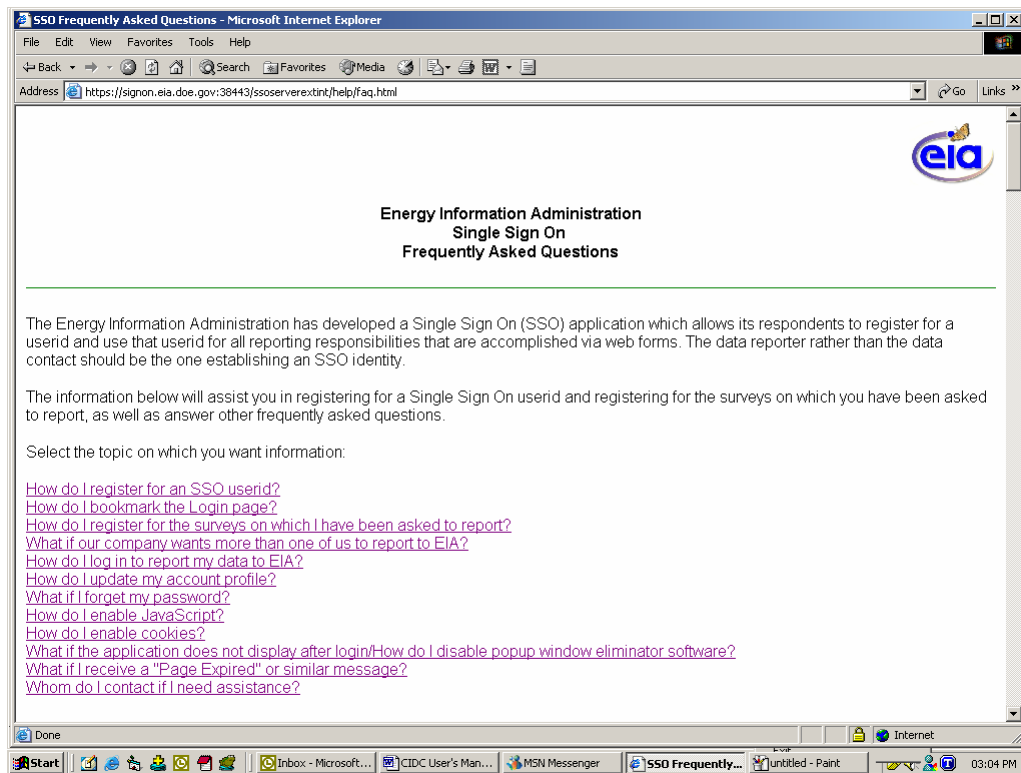 SSO Frequently Asked Questions - Microsoft Internet Explorer
File Edit View Favorites Tools Help
Back Search Favorites Media
Address https://signon.eia.doe.gov:38443/ssoserverextint/help/faq.html Go Links »
eia
Energy Information Administration
Single Sign On
Frequently Asked Questions
The Energy Information Administration has developed a Single Sign On (SSO) application which allows its respondents to register for a
userid and use that userid for all reporting responsibilities that are accomplished via web forms. The data reporter rather than the data
contact should be the one establishing an SSO identity.
The information below will assist you in registering for a Single Sign On userid and registering for the surveys on which you have been asked
to report, as well as answer other frequently asked questions.
Select the topic on which you want information:
How do I register for an SSO userid?
How do I bookmark the Login page?
How do I register for the surveys on which I have been asked to report?
What if our company wants more than one of us to report to EIA?
How do I log in to report my data to EIA?
How do I update my account profile?
What if I forget my password?
How do I enable JavaScript?
How do I enable cookies?
What if the application does not display after login/How do I disable popup window eliminator software?
What if I receive a "Page Expired" or similar message?
Whom do I contact if I need assistance?
Done Internet
Start Inbox - Microsoft... CIDC User's Man... MSN Messenger SSO Frequently... untitled - Paint 03:04 PM